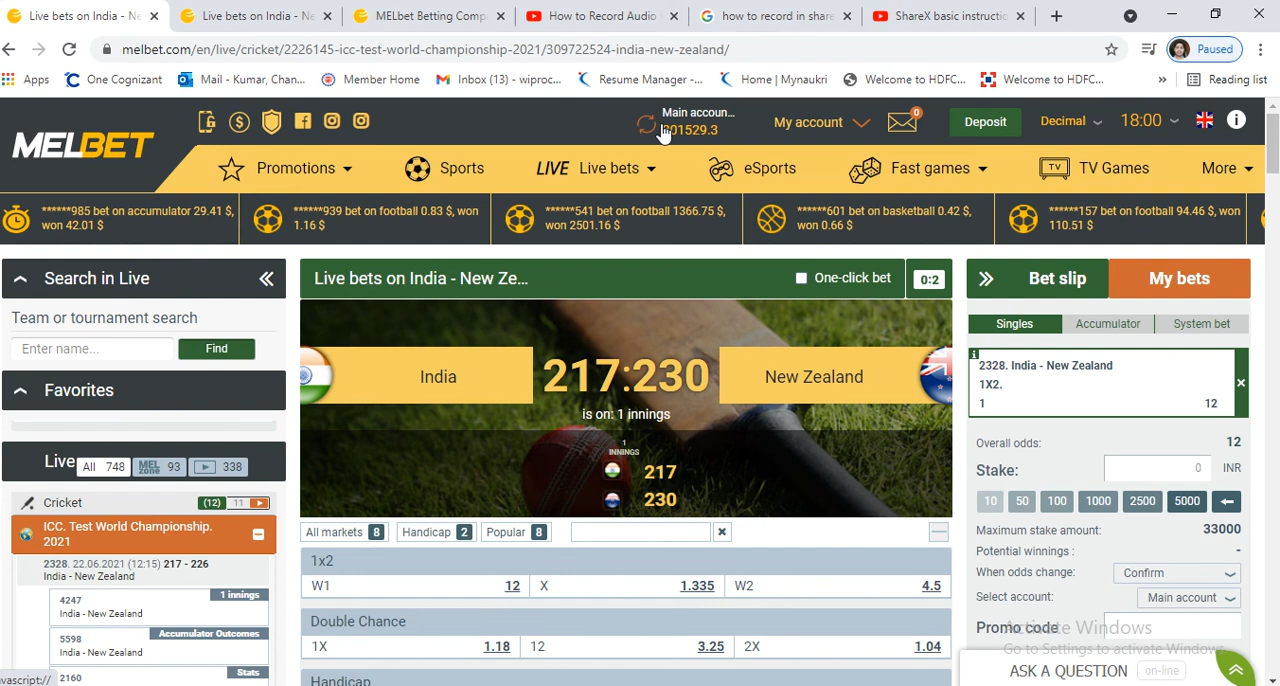 Live bets on India - Ne
Live bets on India - Ne
MELbet Betting Comp
How to Record Audio
how to record in share
ShareX basic instructio
melbet.com/en/live/cricket/2226145-icc-test-world-championship-2021/309722524-india-new-zealand/
Paused
Apps
One Cognizant
Mail - Kumar, Chan...
Member Home
Inbox (13) - wiproc...
Resume Manager -...
Home | Mynaukri
Welcome to HDFC...
Welcome to HDFC...
Reading list
MELBET
Main accoun...
01529.3
My account
0
Deposit
Decimal
18:00
Promotions
Sports
LIVE Live bets
eSports
Fast games
TV
TV Games
More
******985 bet on accumulator 29.41 $,
won 42.01 $
******939 bet on football 0.83 $, won
1.16 $
******541 bet on football 1366.75 $,
won 2501.16 $
******601 bet on basketball 0.42 $,
won 0.66 $
******157 bet on football 94.46 $, won
110.51 $
Search in Live
Team or tournament search
Enter name...
Find
Favorites
Live
All 748
MEL zone 93
338
Cricket
(12) 11
ICC. Test World Championship.
2021
2328. 22.06.2021 (12:15) 217 - 226
India - New Zealand
1 innings
4247
India - New Zealand
Accumulator Outcomes
5598
India - New Zealand
Stats
2160
vascript://
Live bets on India - New Ze...
One-click bet
0:2
India
217:230
New Zealand
is on: 1 innings
1
INNINGS
217
230
All markets 8
Handicap 2
Popular 8
1x2
W1 12
X 1.335
W2 4.5
Double Chance
1X 1.18
12 3.25
2X 1.04
Handicap
Bet slip
My bets
Singles
Accumulator
System bet
2328. India - New Zealand
1X2.
1 12
Overall odds: 12
Stake: 0 INR
10 50 100 1000 2500 5000
Maximum stake amount: 33000
Potential winnings : -
When odds change: Confirm
Select account: Main account
Promo code
Activate Windows
Go to Settings to activate Windows.
ASK A QUESTION
on-line